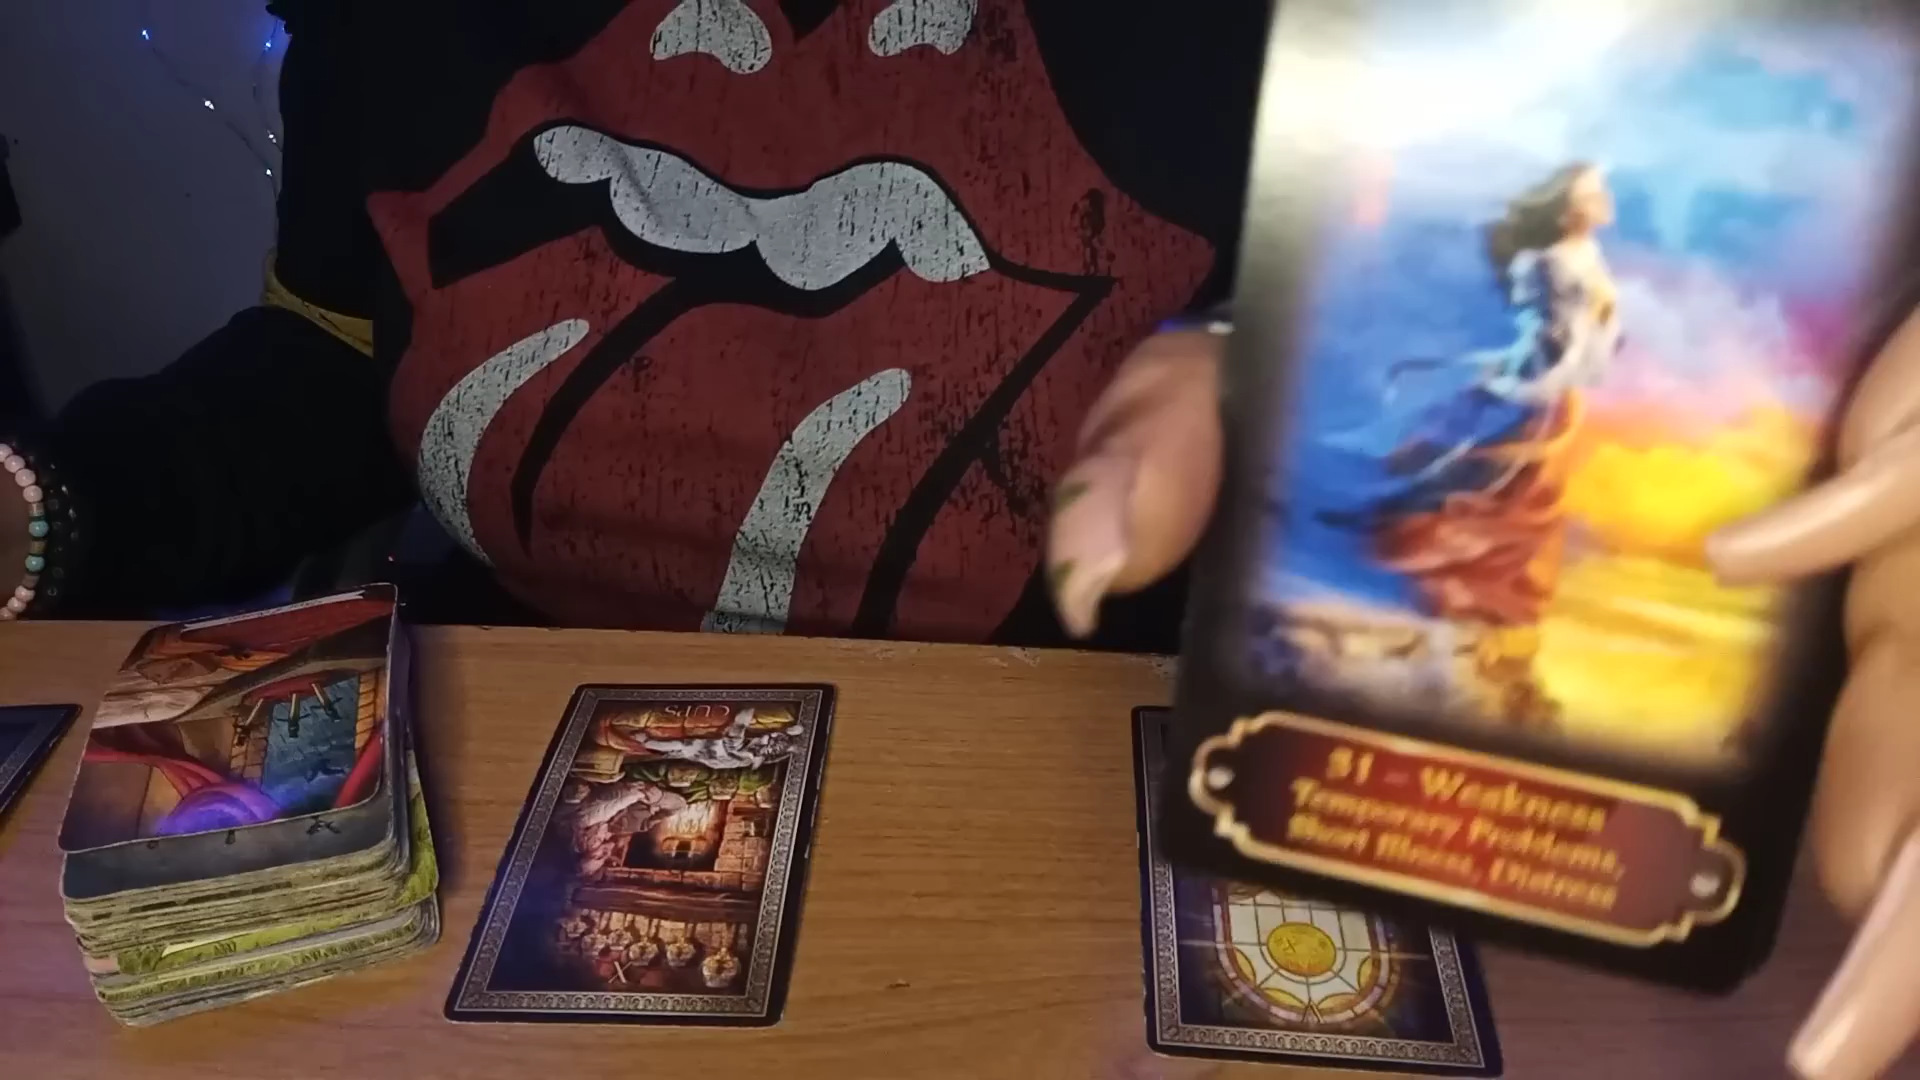 CUPS
X
31 - Weakness
Temporary Problems,
Short Illness, Distress